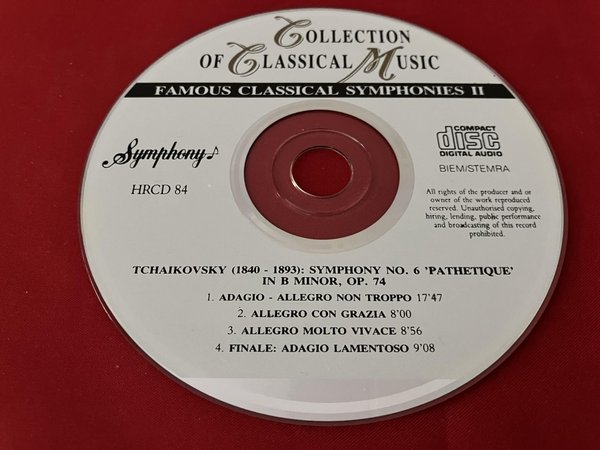 COLLECTION
OF CLASSICAL MUSIC
FAMOUS CLASSICAL SYMPHONIES II
Symphony♪
HRCD 84
COMPACT
disc
DIGITAL AUDIO
BIEM/STEMRA
All rights of the producer and or
owner of the work reproduced
reserved. Unauthorised copying,
hiring, lending, public performance
and broadcasting of this record
prohibited.
TCHAIKOVSKY (1840 - 1893): SYMPHONY NO. 6 'PATHETIQUE'
IN B MINOR, OP. 74
1. ADAGIO - ALLEGRO NON TROPPO 17'47
2. ALLEGRO CON GRAZIA 8'00
3. ALLEGRO MOLTO VIVACE 8'56
4. FINALE: ADAGIO LAMENTOSO 9'08